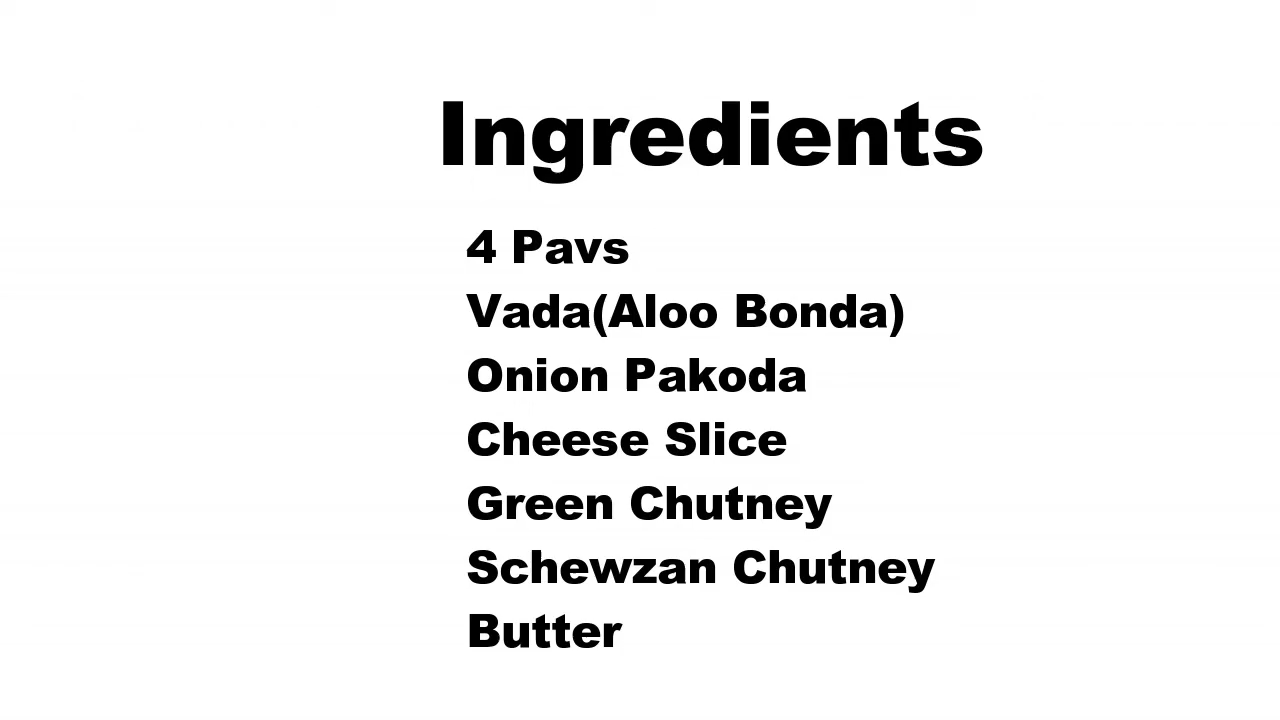 Ingredients
4 Pavs
Vada(Aloo Bonda)
Onion Pakoda
Cheese Slice
Green Chutney
Schewzan Chutney
Butter